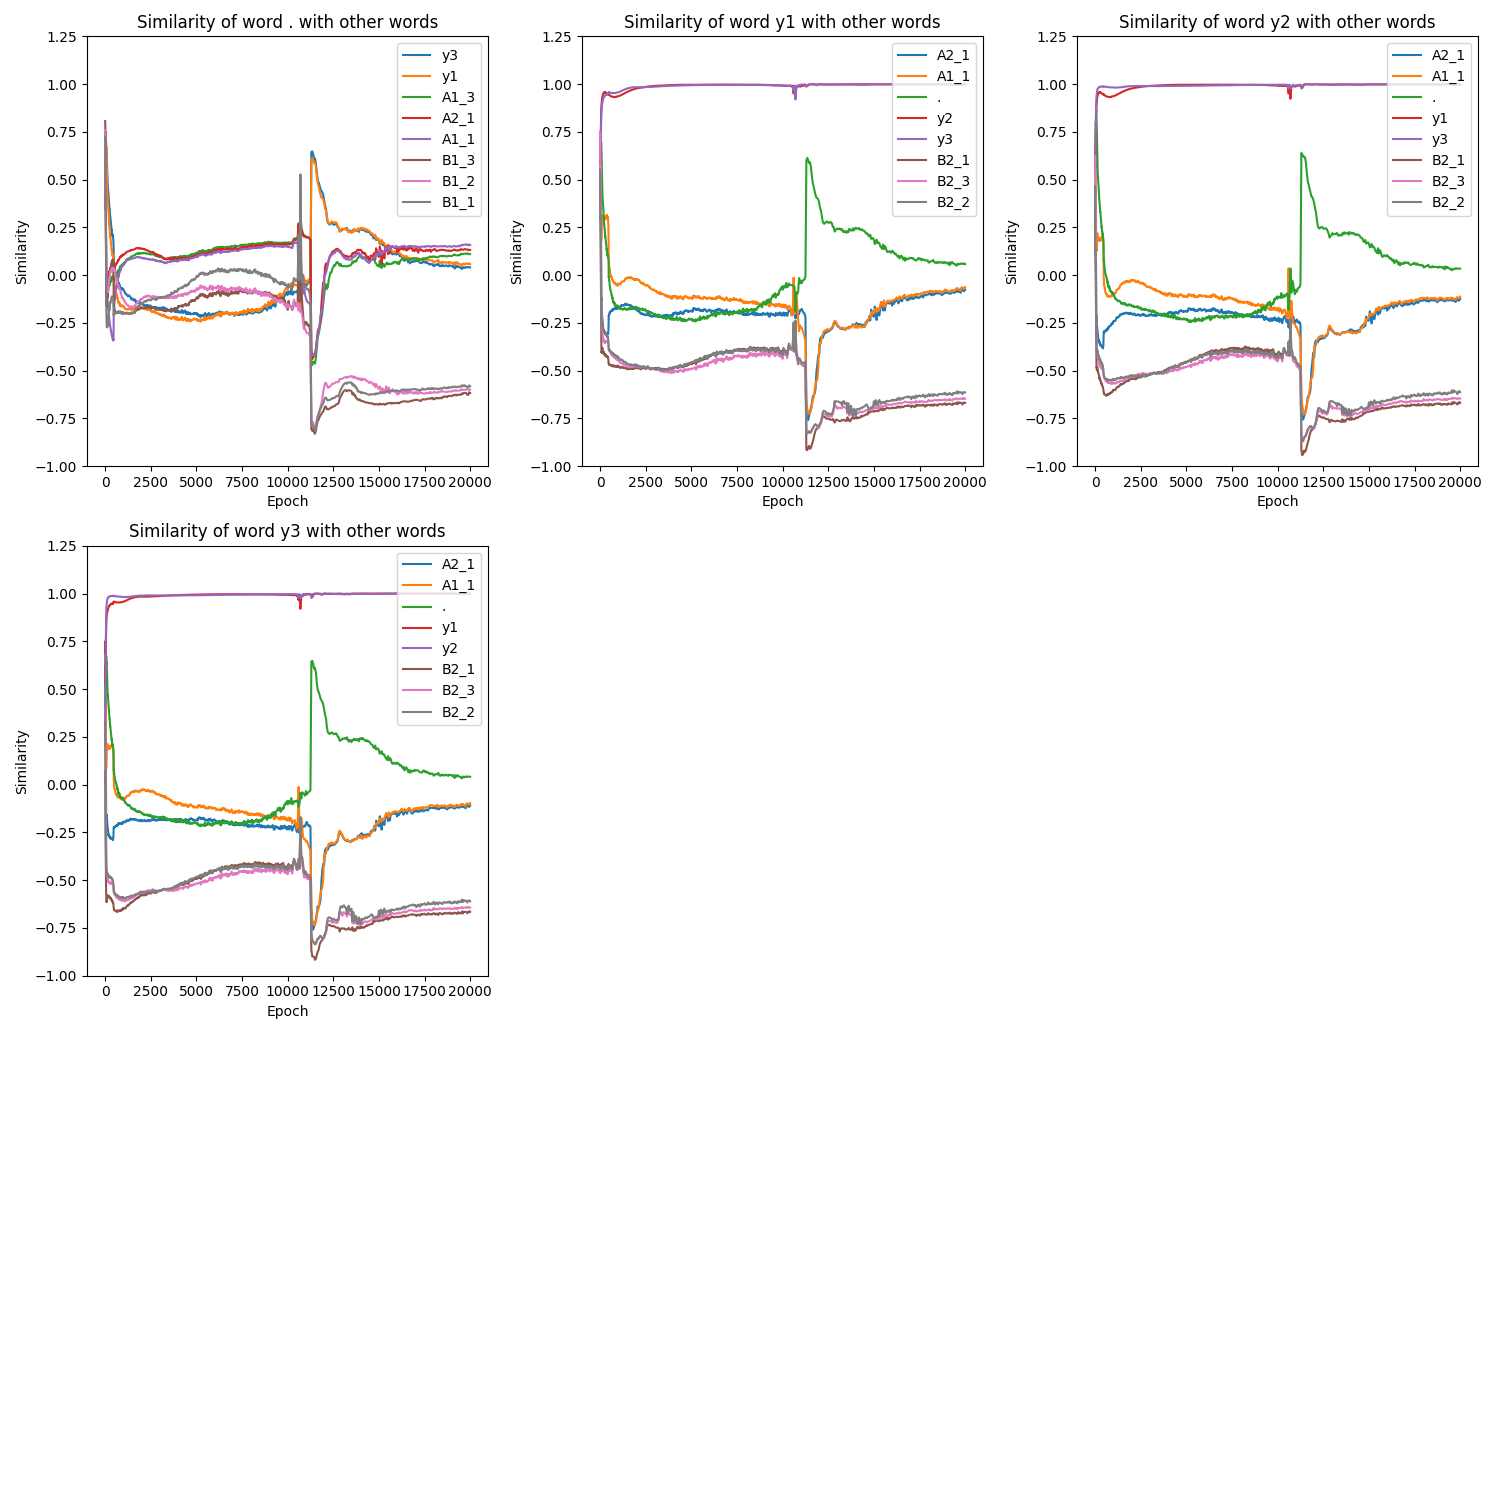 Similarity of word . with other words
1.25
1.00
0.75
0.50
0.25
0.00
−0.25
−0.50
−0.75
−1.00
Similarity
0 2500 5000 7500 10000 12500 15000 17500 20000
Epoch
y3
y1
A1_3
A2_1
A1_1
B1_3
B1_2
B1_1
Similarity of word y1 with other words
1.25
1.00
0.75
0.50
0.25
0.00
−0.25
−0.50
−0.75
−1.00
Similarity
0 2500 5000 7500 10000 12500 15000 17500 20000
Epoch
A2_1
A1_1
.
y2
y3
B2_1
B2_3
B2_2
Similarity of word y2 with other words
1.25
1.00
0.75
0.50
0.25
0.00
−0.25
−0.50
−0.75
−1.00
Similarity
0 2500 5000 7500 10000 12500 15000 17500 20000
Epoch
A2_1
A1_1
.
y1
y3
B2_1
B2_3
B2_2
Similarity of word y3 with other words
1.25
1.00
0.75
0.50
0.25
0.00
−0.25
−0.50
−0.75
−1.00
Similarity
0 2500 5000 7500 10000 12500 15000 17500 20000
Epoch
A2_1
A1_1
.
y1
y2
B2_1
B2_3
B2_2